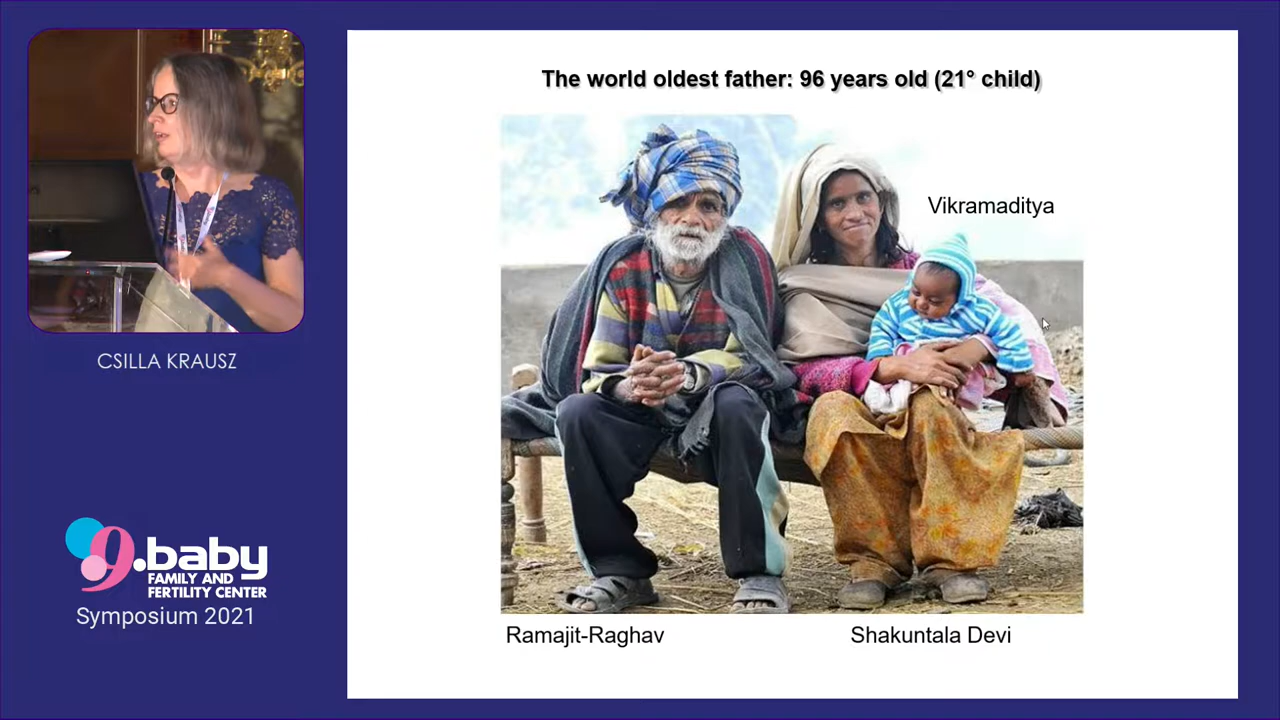 The world oldest father: 96 years old (21° child)
Vikramaditya
Ramajit-Raghav
Shakuntala Devi
CSILLA KRAUSZ
9.baby
FAMILY AND
FERTILITY CENTER
Symposium 2021